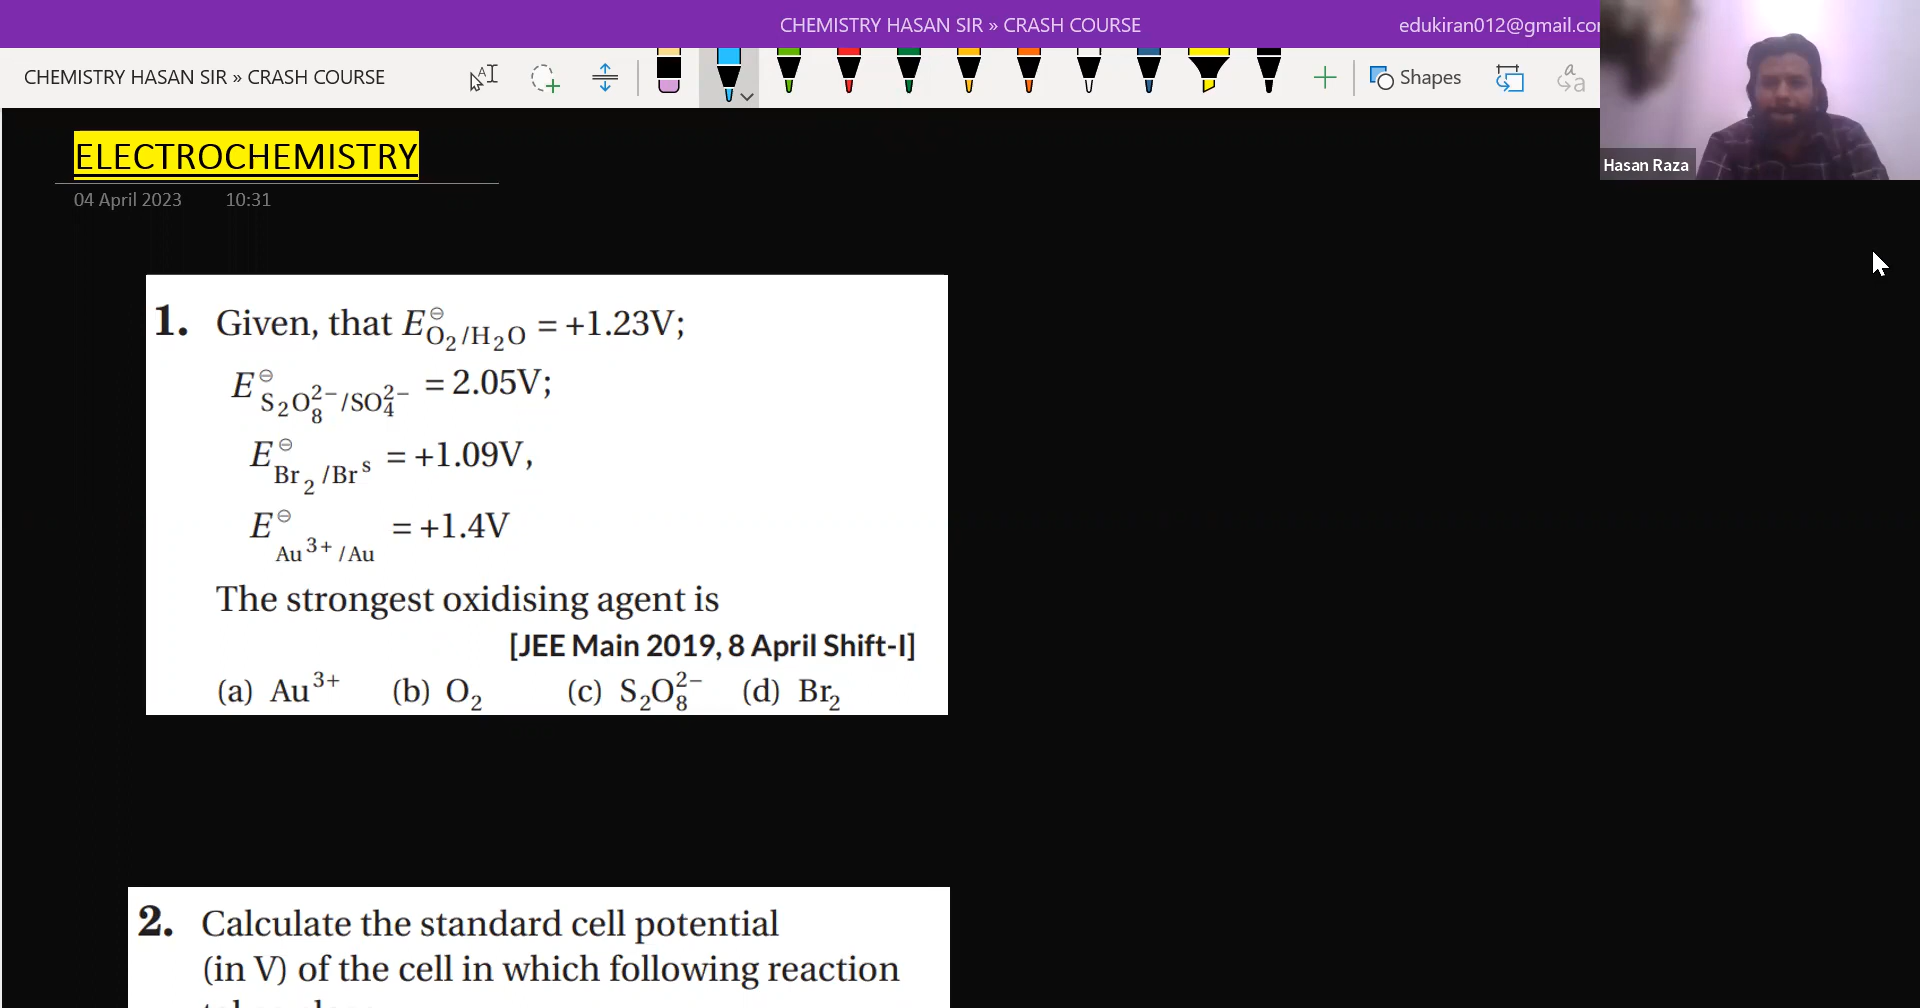 CHEMISTRY HASAN SIR » CRASH COURSE
edukiran012@gmail.co
CHEMISTRY HASAN SIR » CRASH COURSE
Shapes
Hasan Raza
ELECTROCHEMISTRY
04 April 2023 10:31
1. Given, that E⊖ O₂/H₂O = +1.23V;
E⊖ S₂O₈²⁻/SO₄²⁻ = 2.05V;
E⊖ Br₂/Brˢ = +1.09V,
E⊖ Au³⁺/Au = +1.4V
The strongest oxidising agent is
[JEE Main 2019, 8 April Shift-I]
(a) Au³⁺ (b) O₂ (c) S₂O₈²⁻ (d) Br₂
2. Calculate the standard cell potential
(in V) of the cell in which following reaction